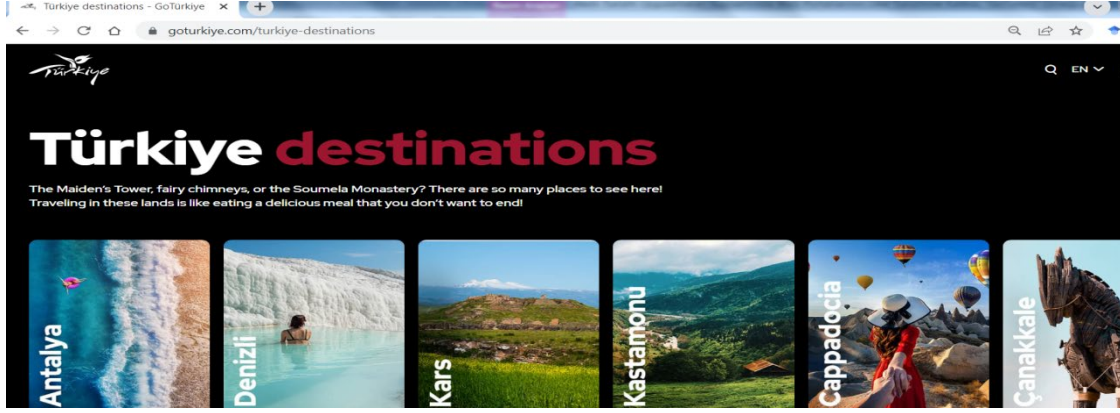 Türkiye destinations - GoTürkiye
goturkiye.com/turkiye-destinations
Türkiye
EN
Türkiye destinations
The Maiden's Tower, fairy chimneys, or the Soumela Monastery? There are so many places to see here!
Traveling in these lands is like eating a delicious meal that you don't want to end!
Antalya
Denizli
Kars
Kastamonu
Cappadocia
Çanakkale